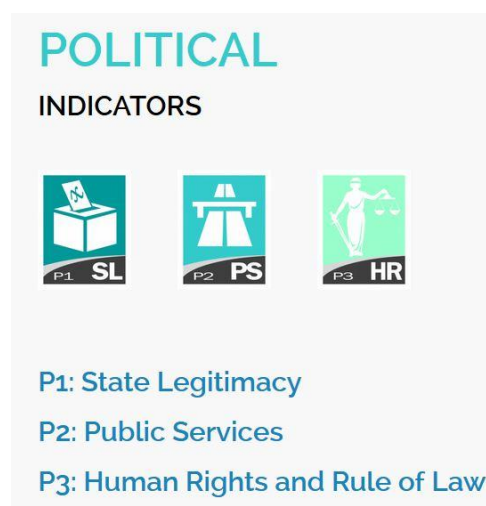 POLITICAL
INDICATORS
P1 SL P2 PS P3 HR
P1: State Legitimacy
P2: Public Services
P3: Human Rights and Rule of Law